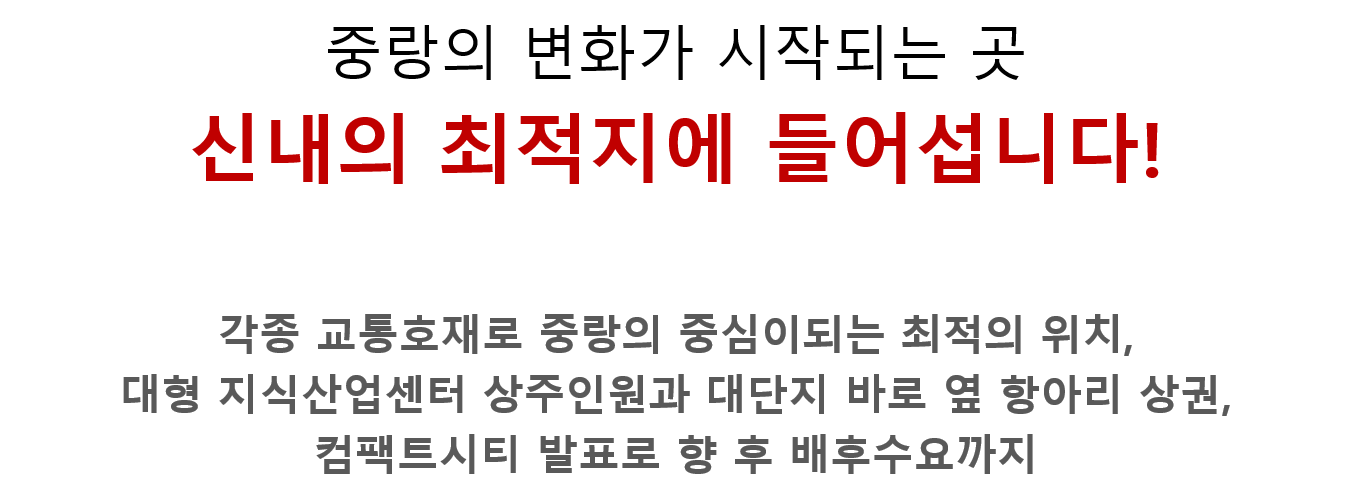 중랑의 변화가 시작되는 곳
신내의 최적지에 들어섭니다!
각종 교통호재로 중랑의 중심이되는 최적의 위치,
대형 지식산업센터 상주인원과 대단지 바로 옆 항아리 상권,
컴팩트시티 발표로 향 후 배후수요까지